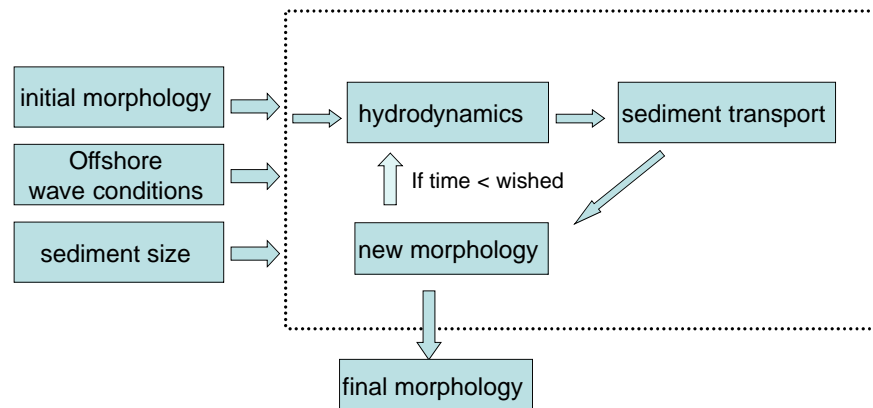 initial morphology
hydrodynamics
sediment transport
Offshore
wave conditions
If time < wished
sediment size
new morphology
final morphology